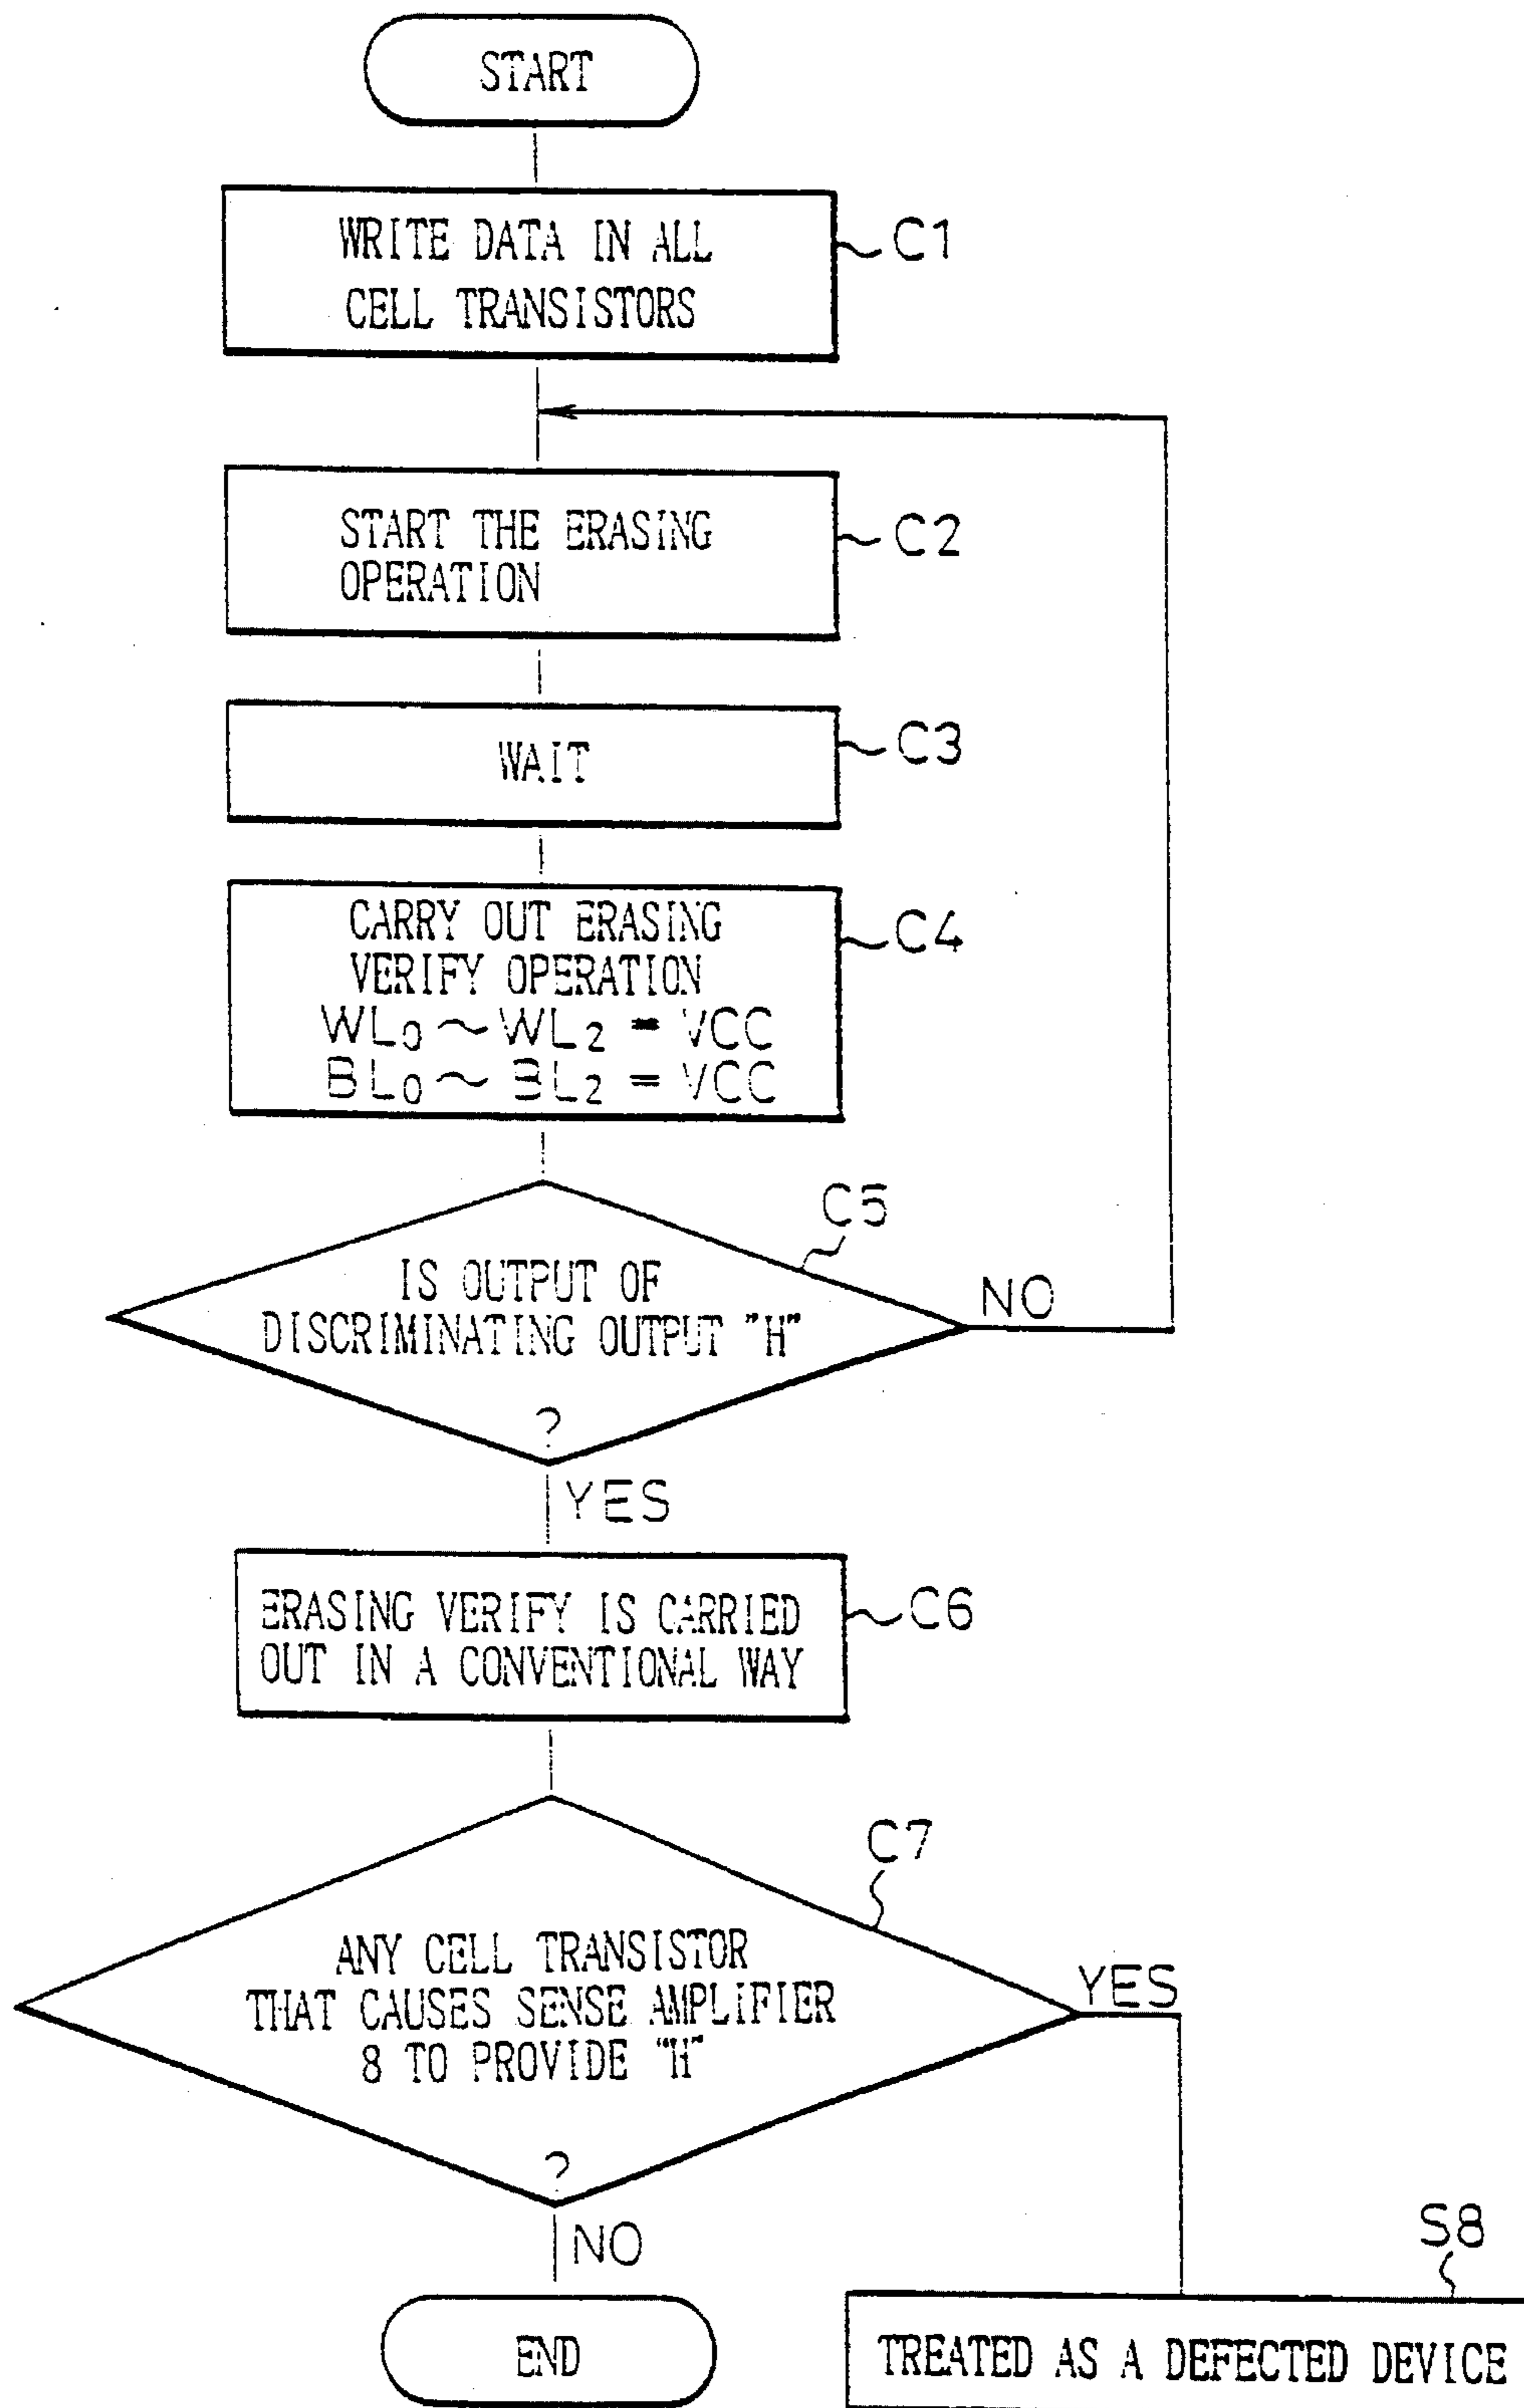 START
WRITE DATA IN ALL
CELL TRANSISTORS
C1
START THE ERASING
OPERATION
C2
WAIT
C3
CARRY OUT ERASING
VERIFY OPERATION
WL0 ~ WL2 = VCC
BL0 ~ BL2 = VCC
C4
C5
IS OUTPUT OF
DISCRIMINATING OUTPUT "H"
?
NO
YES
ERASING VERIFY IS CARRIED
OUT IN A CONVENTIONAL WAY
C6
C7
ANY CELL TRANSISTOR
THAT CAUSES SENSE AMPLIFIER
8 TO PROVIDE "H"
?
YES
NO
S8
END
TREATED AS A DEFECTED DEVICE